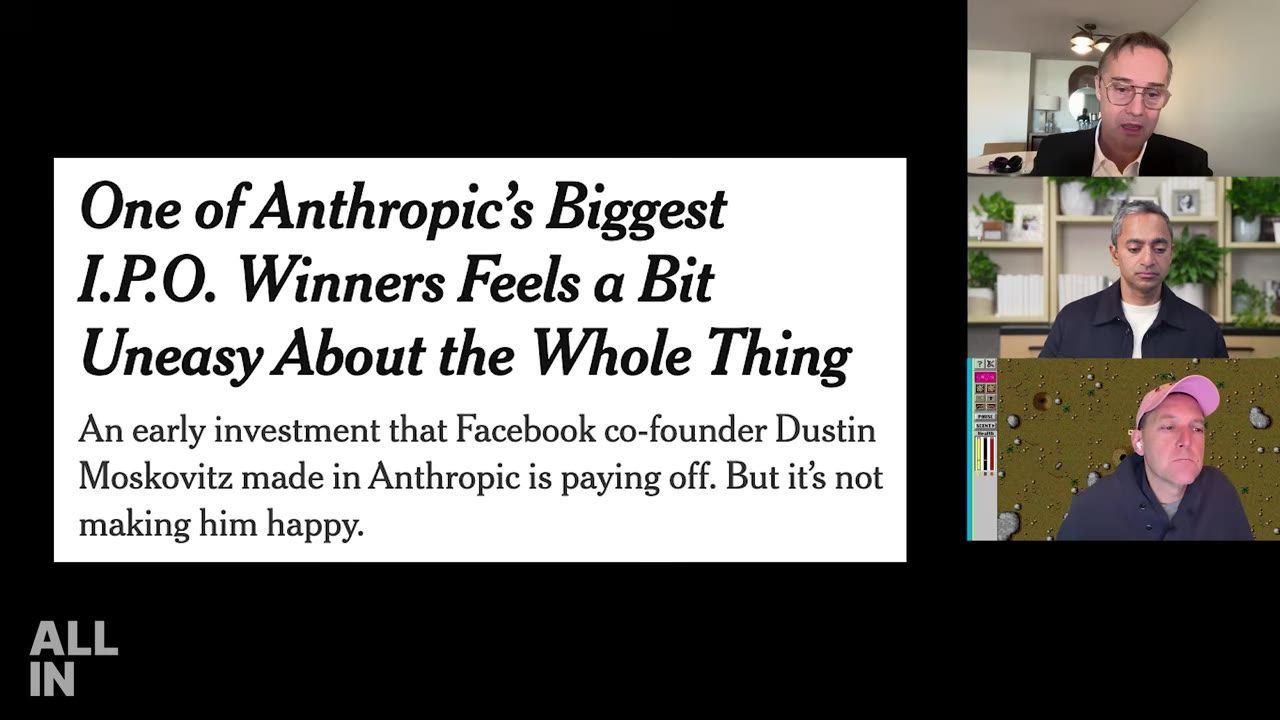 One of Anthropic’s Biggest
I.P.O. Winners Feels a Bit
Uneasy About the Whole Thing
An early investment that Facebook co-founder Dustin
Moskovitz made in Anthropic is paying off. But it’s not
making him happy.
ALL
IN